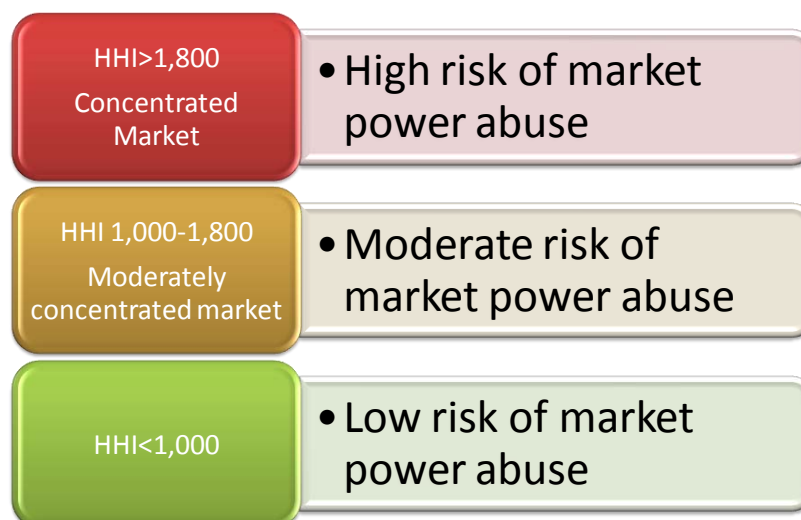 HHI>1,800
Concentrated
Market
•High risk of market
power abuse
HHI 1,000-1,800
Moderately
concentrated market
•Moderate risk of
market power abuse
HHI<1,000
•Low risk of market
power abuse